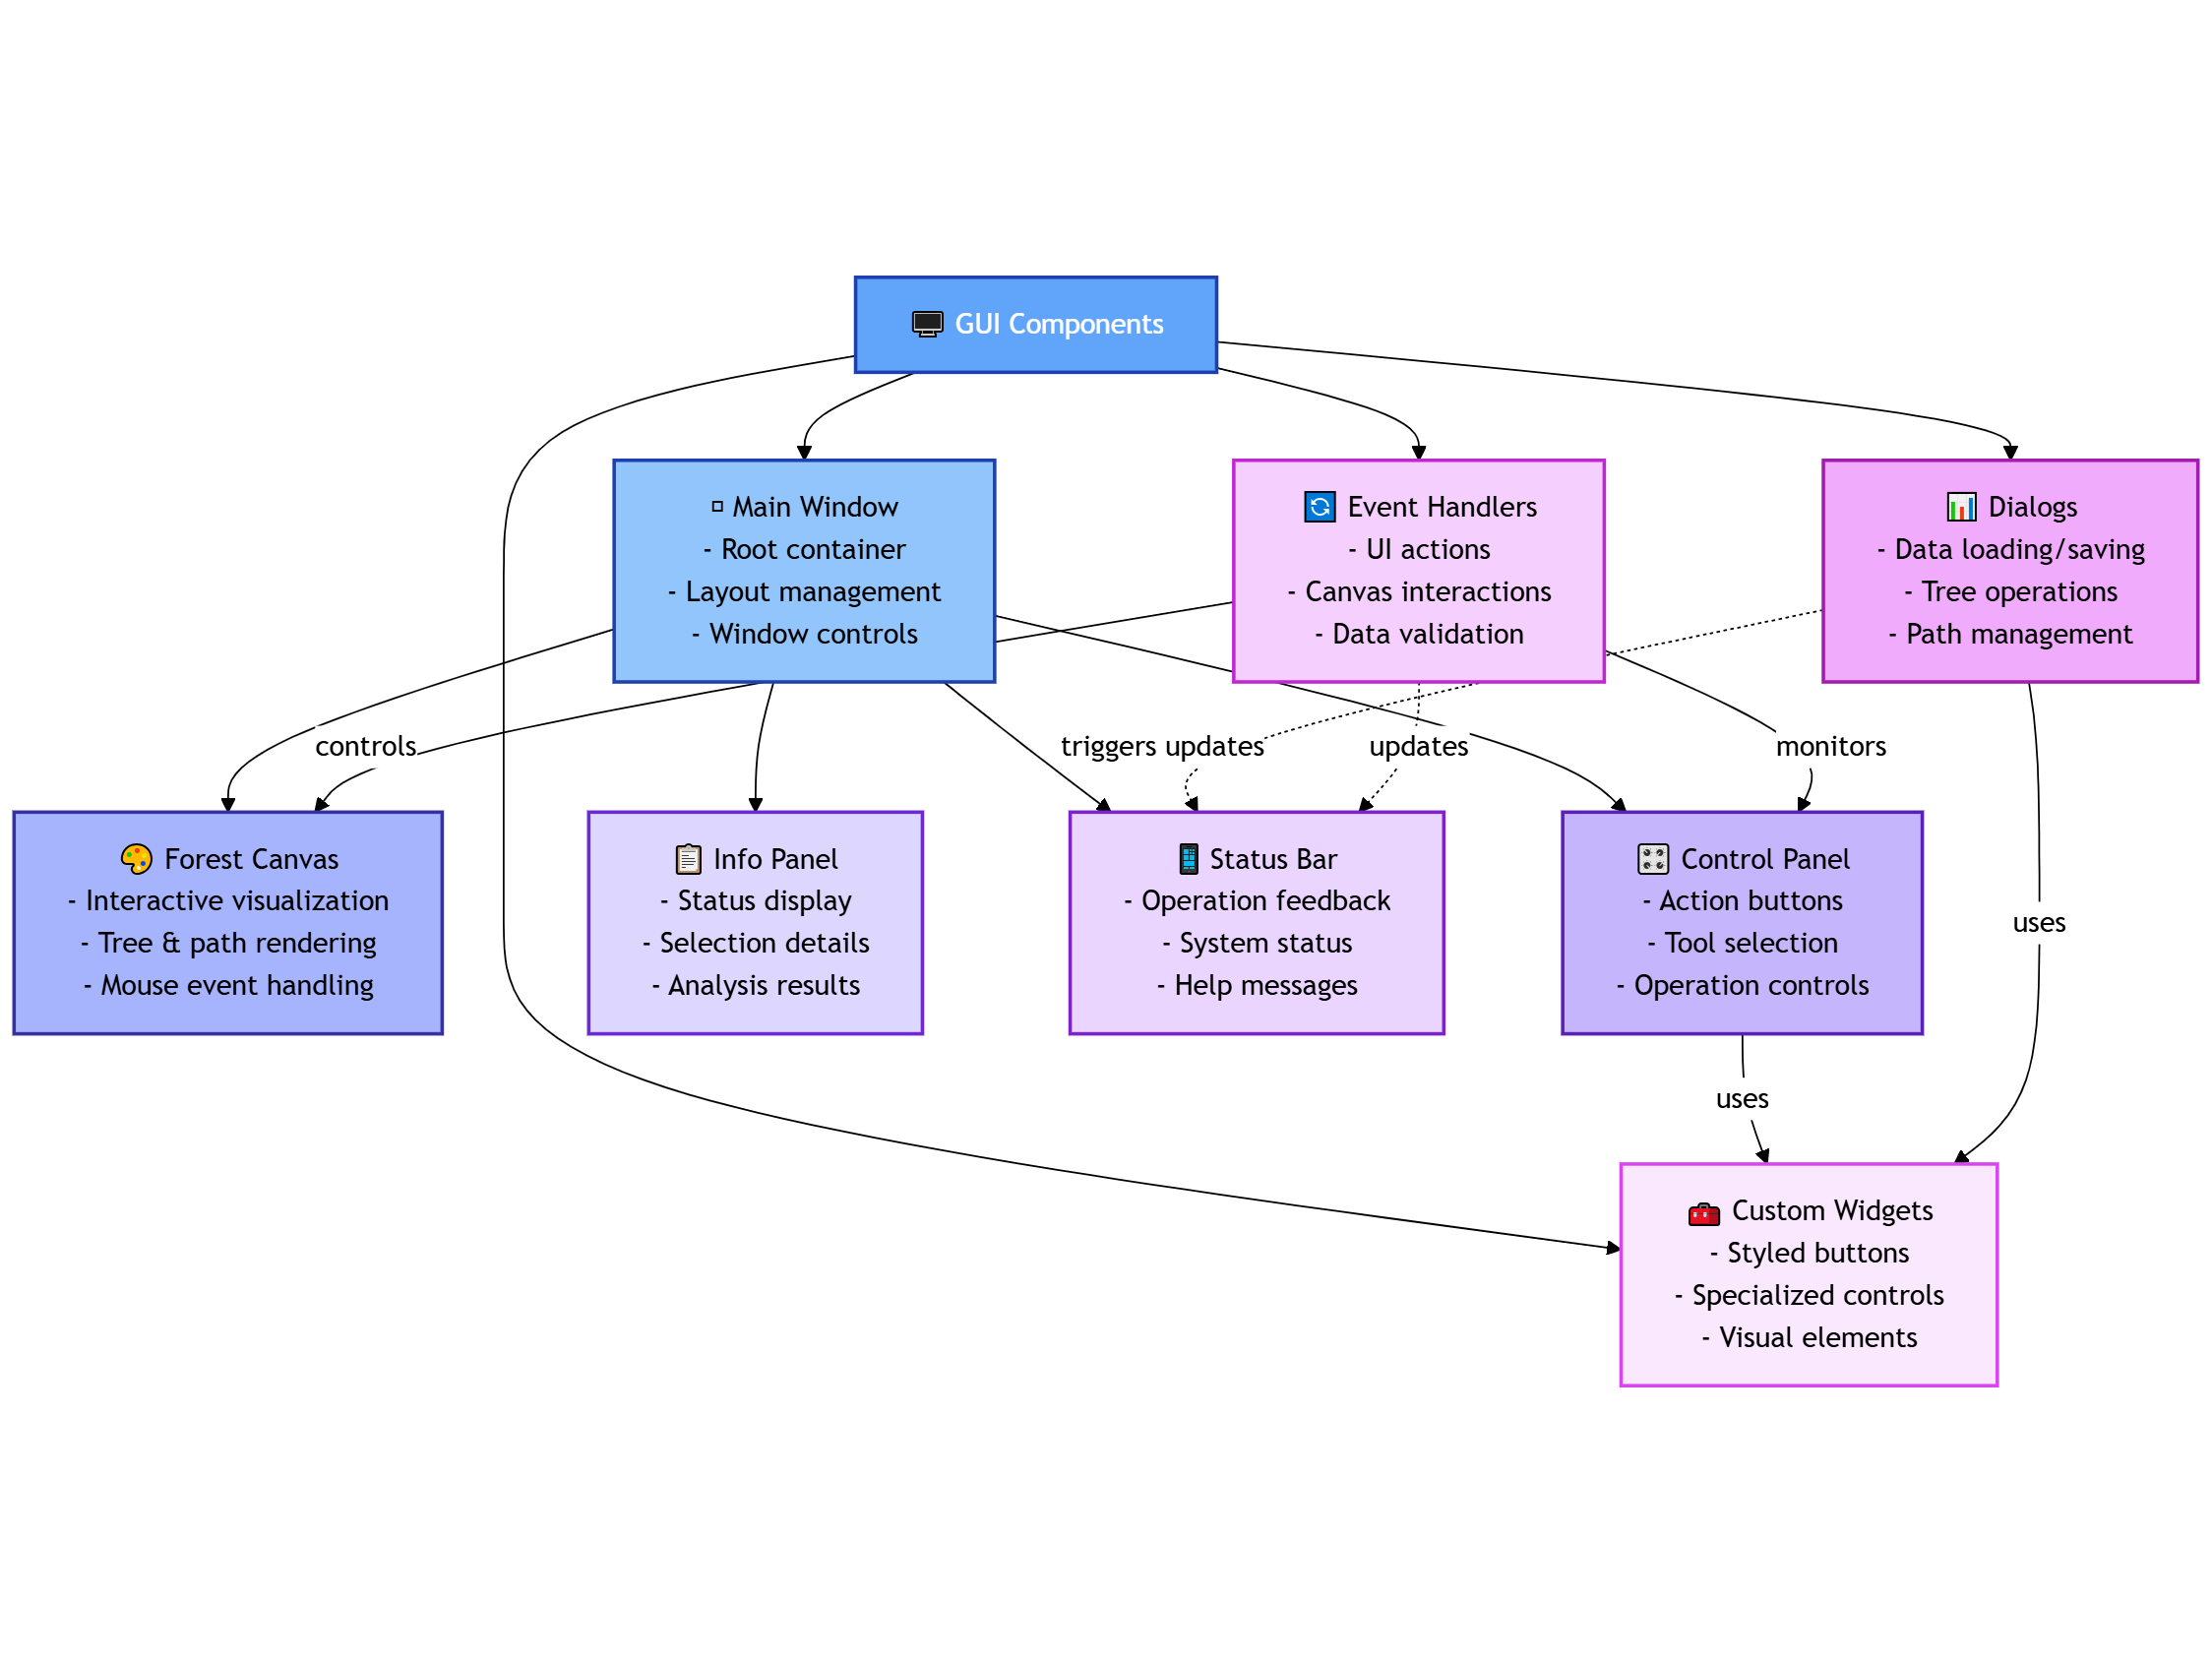 GUI Components
Main Window
- Root container
- Layout management
- Window controls
Event Handlers
- UI actions
- Canvas interactions
- Data validation
Dialogs
- Data loading/saving
- Tree operations
- Path management
controls
triggers updates
updates
monitors
Forest Canvas
- Interactive visualization
- Tree & path rendering
- Mouse event handling
Info Panel
- Status display
- Selection details
- Analysis results
Status Bar
- Operation feedback
- System status
- Help messages
Control Panel
- Action buttons
- Tool selection
- Operation controls
uses
uses
Custom Widgets
- Styled buttons
- Specialized controls
- Visual elements